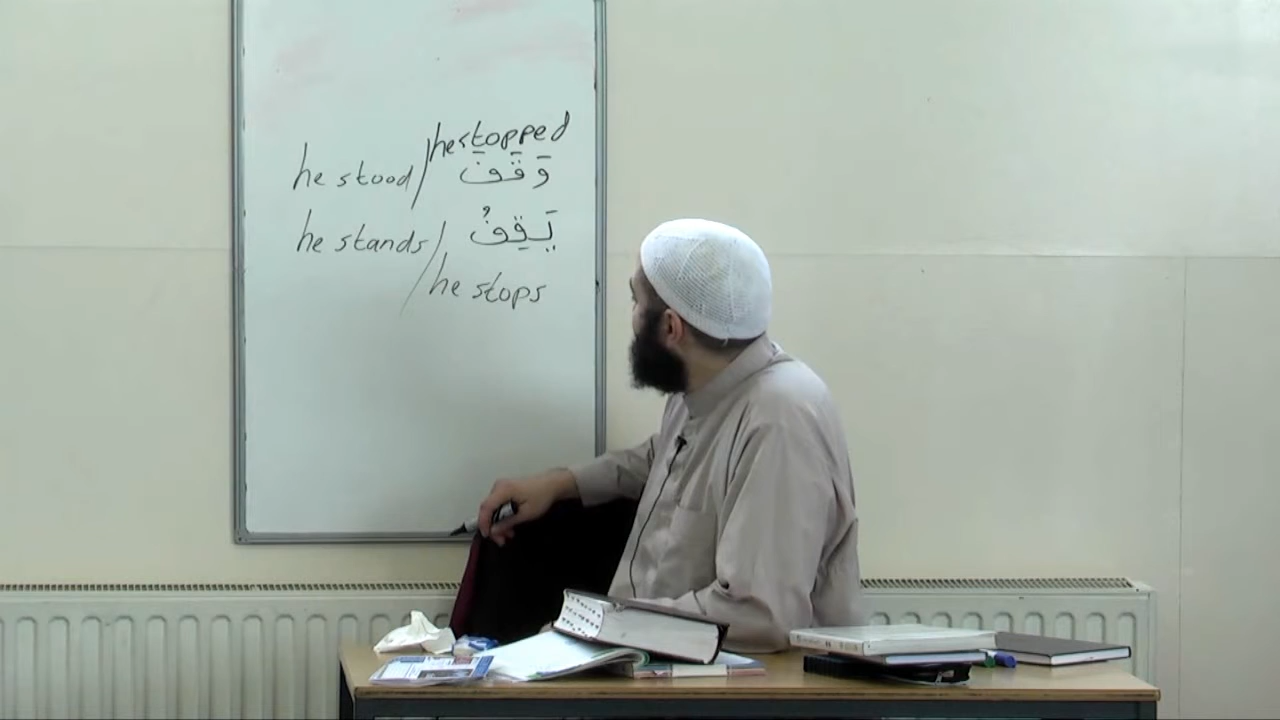 he stopped
he stood / وَقَفَ
he stands / يَقِفُ
/ he stops